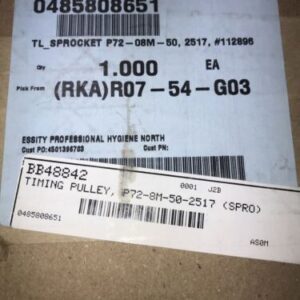 0485808651
TL_SPROCKET P72-08M-50, 2517, #112896
Qty 1.000 EA
Pick From (RKA)R07-54-G03
ESSITY PROFESSIONAL HYGIENE NORTH
Cust PO:4501396703 Cust PN:
BB48842 0001 J2B
TIMING PULLEY, P72-8M-50-2517 (SPRO)
0485808651 AS0M